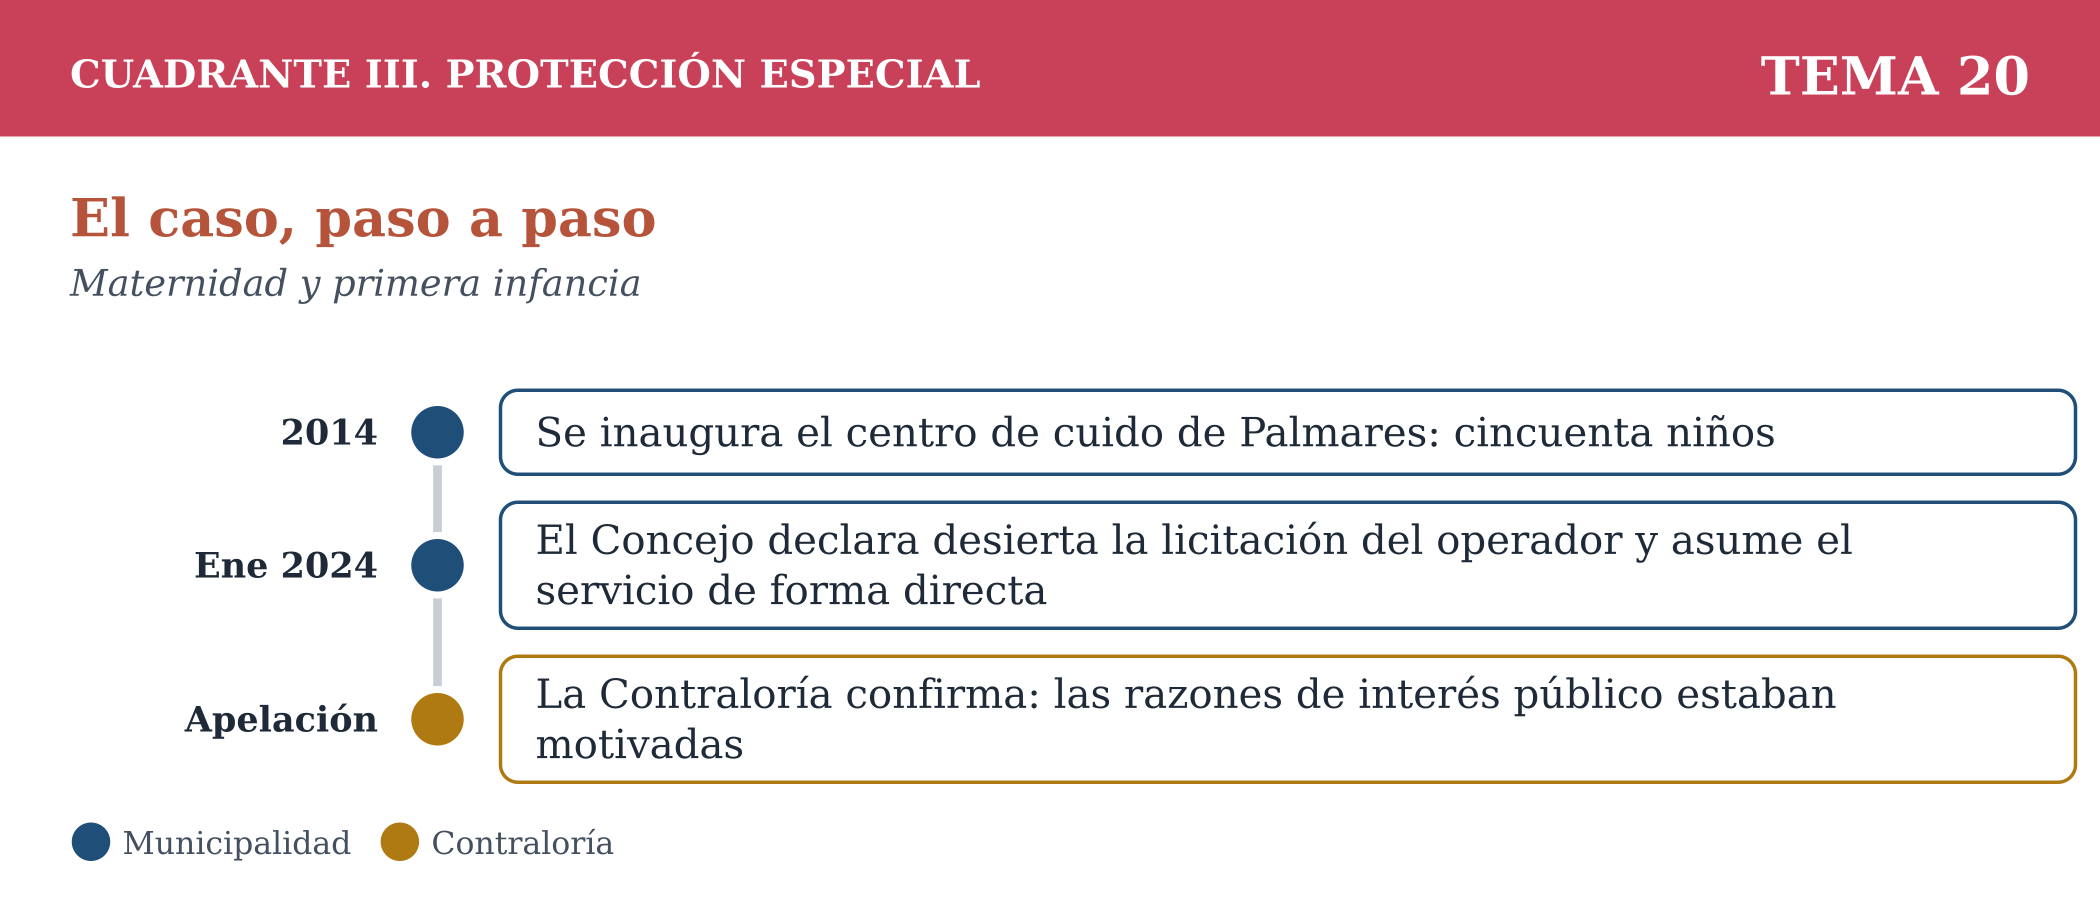 CUADRANTE III. PROTECCIÓN ESPECIAL
TEMA 20
El caso, paso a paso
Maternidad y primera infancia
2014
Se inaugura el centro de cuido de Palmares: cincuenta niños
Ene 2024
El Concejo declara desierta la licitación del operador y asume el
servicio de forma directa
Apelación
La Contraloría confirma: las razones de interés público estaban
motivadas
Municipalidad
Contraloría